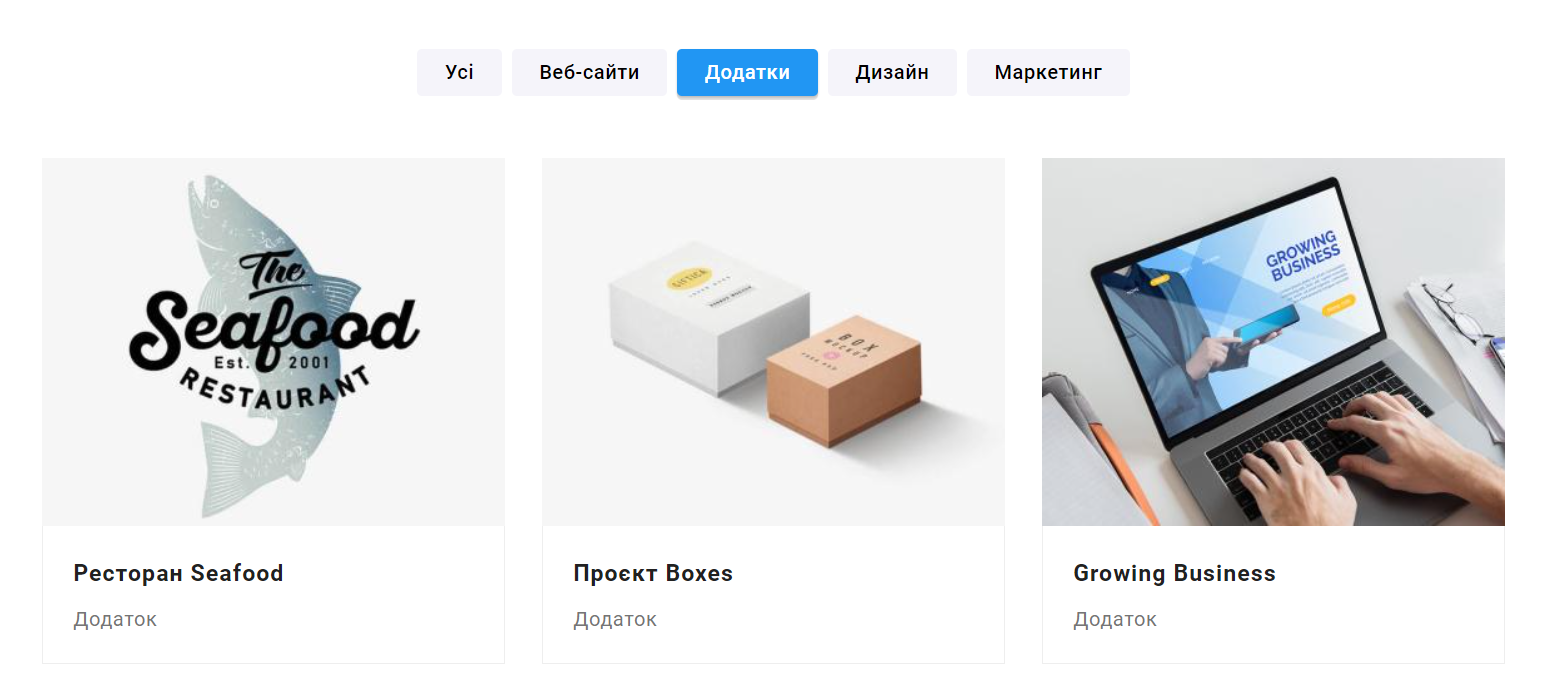 Усі
Веб-сайти
Додатки
Дизайн
Маркетинг
The
Seafood
Est. 2001
RESTAURANT
BOX
MOCKUP
GROWING
BUSINESS
Ресторан Seafood
Додаток
Проєкт Boxes
Додаток
Growing Business
Додаток